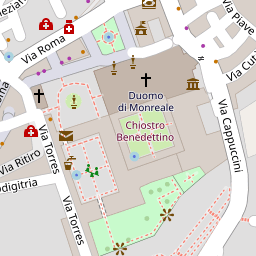 Via Roma
Via Piave
Via Cu
Duomo
di Monreale
Chiostro
Benedettino
Via Cappuccini
Via Torres
Via Ritiro
odigitria
Via Torres